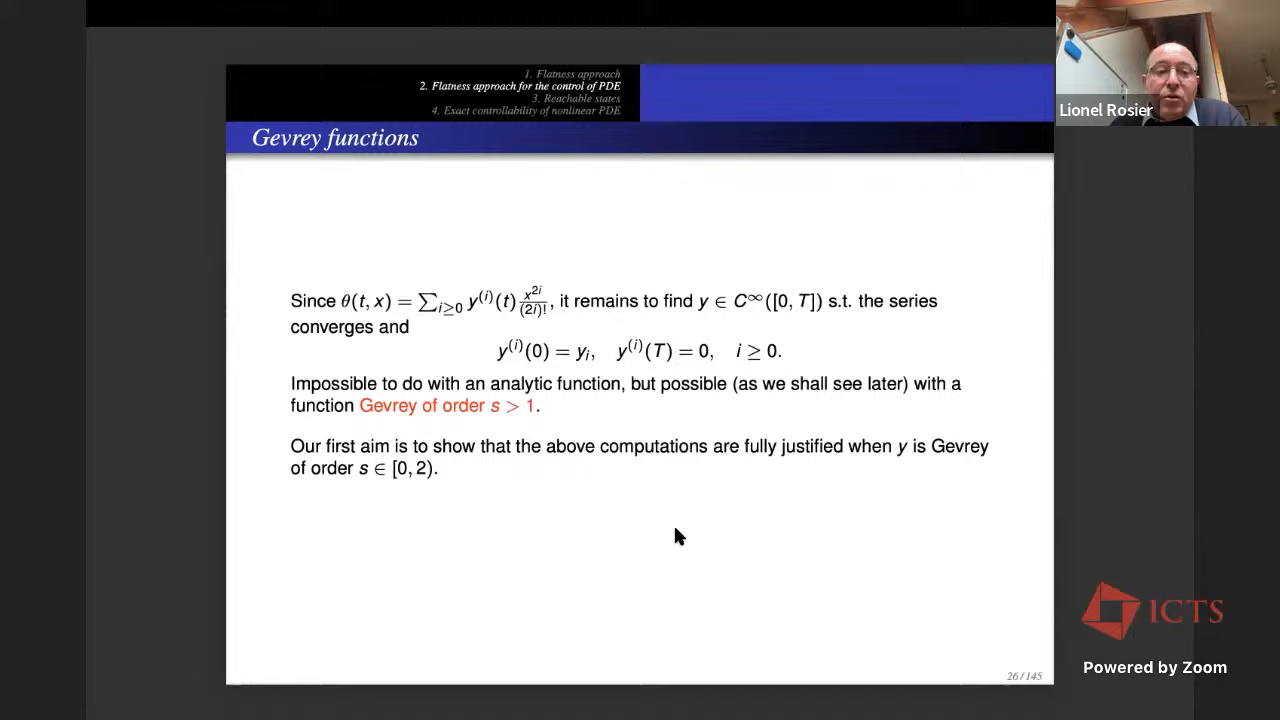 1. Flatness approach
2. Flatness approach for the control of PDE
3. Reachable states
4. Exact controllability of nonlinear PDE
Gevrey functions
Lionel Rosier
Since θ(t, x) = ∑_{i≥0} y^{(i)}(t) x^{2i}/(2i)!, it remains to find y ∈ C^∞([0, T]) s.t. the series
converges and
y^{(i)}(0) = y_i, y^{(i)}(T) = 0, i ≥ 0.
Impossible to do with an analytic function, but possible (as we shall see later) with a
function Gevrey of order s > 1.
Our first aim is to show that the above computations are fully justified when y is Gevrey
of order s ∈ [0, 2).
ICTS
Powered by Zoom
26 / 145